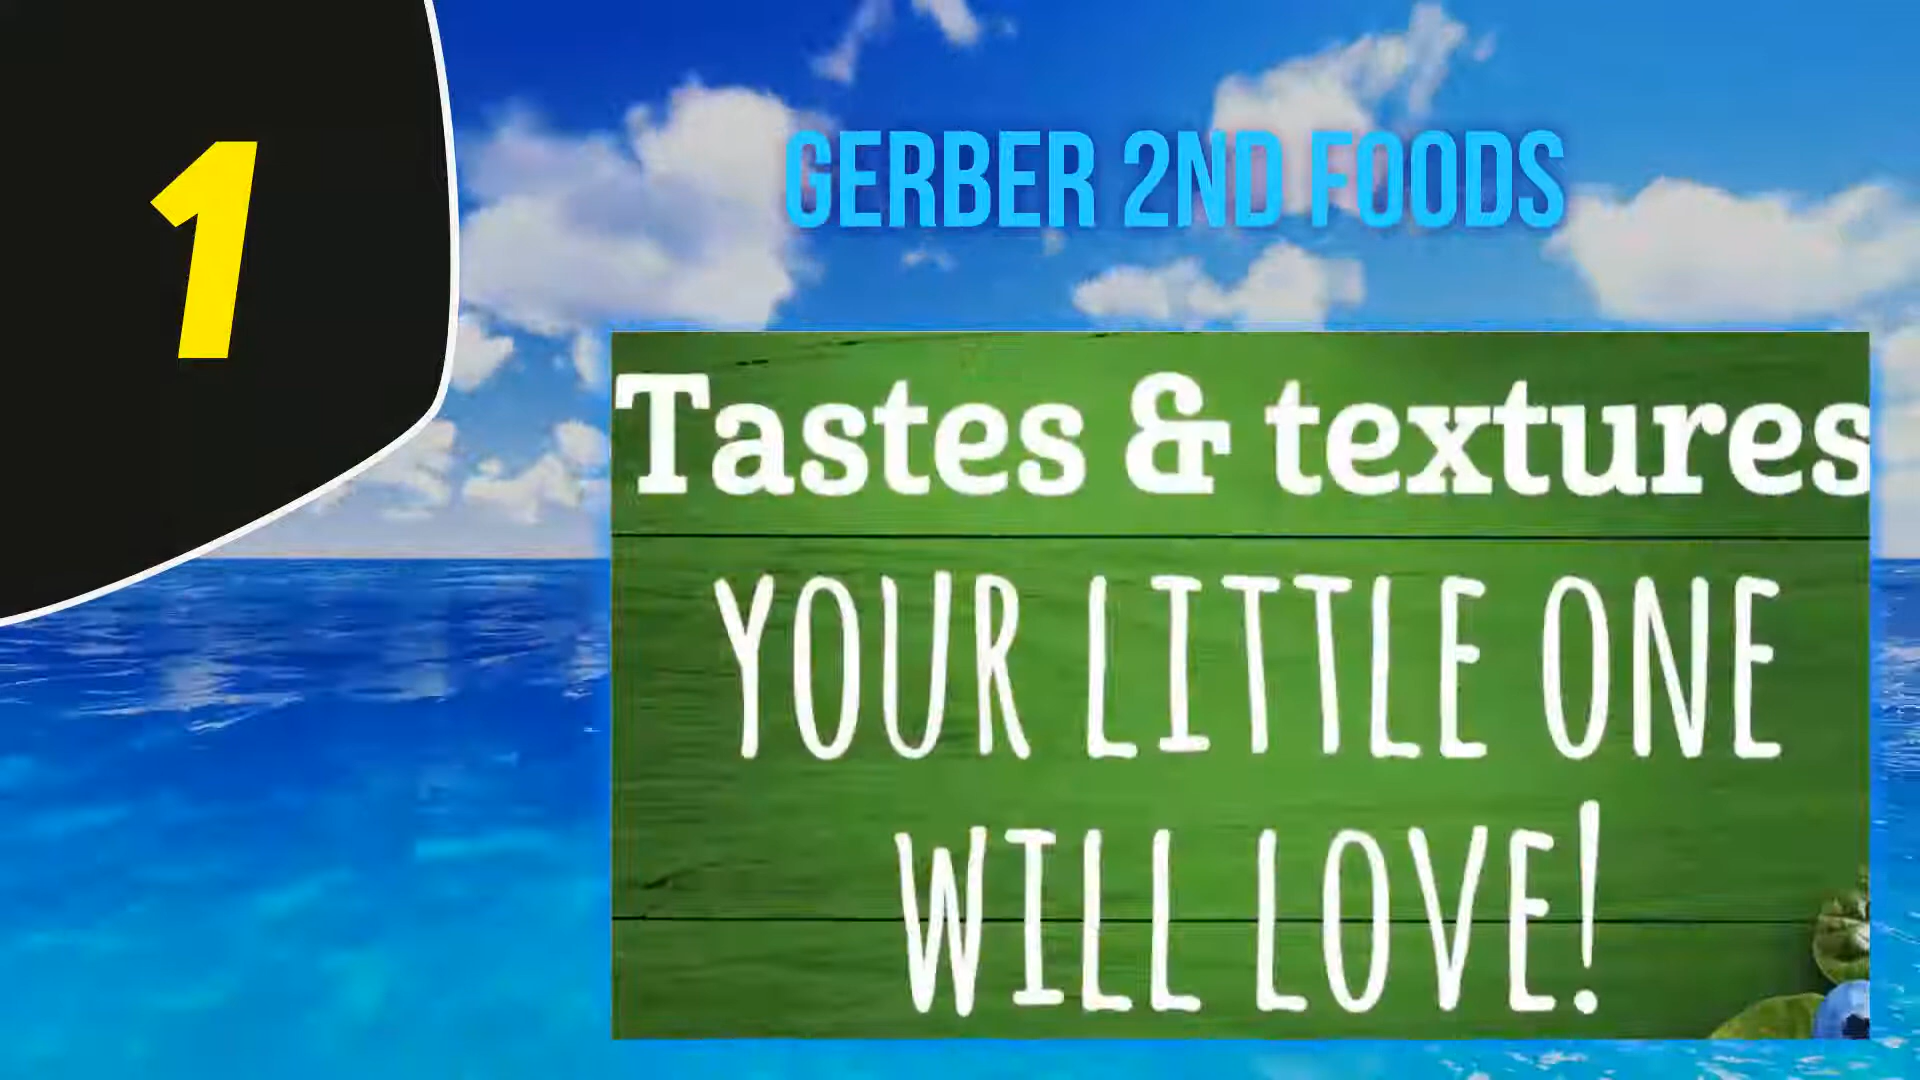 1
GERBER 2ND FOODS
Tastes & textures
YOUR LITTLE ONE
WILL LOVE!